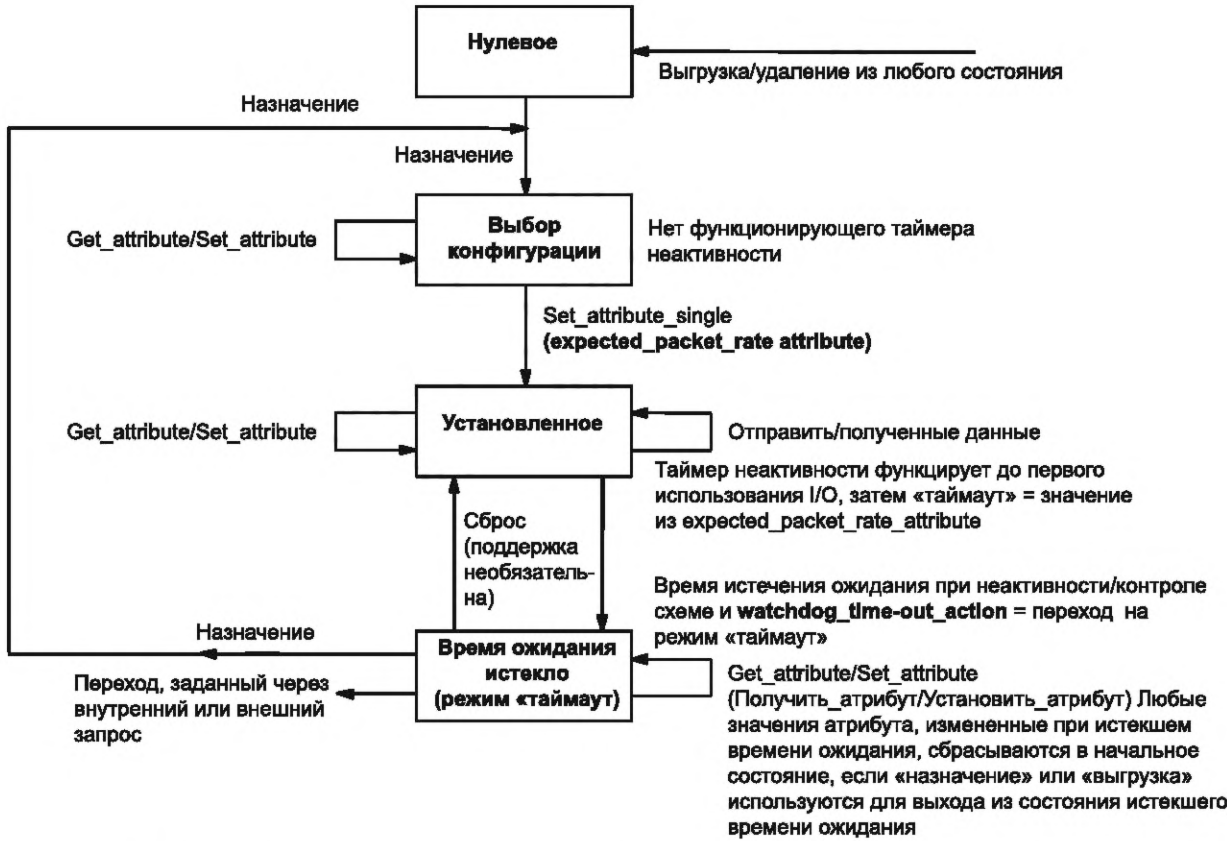 Нулевое
Выгрузка/удаление из любого состояния
Назначение
Назначение
Выбор
конфигурации
Get_attribute/Set_attribute
Нет функционирующего таймера
неактивности
Set_attribute_single
(expected_packet_rate attribute)
Установленное
Get_attribute/Set_attribute
Отправить/полученные данные
Таймер неактивности функцирует до первого
использования I/O, затем «таймаут» = значение
из expected_packet_rate_attribute
Сброс
(поддержка
необязатель-
на)
Время истечения ожидания при неактивности/контроле
схеме и watchdog_time-out_action = переход на
режим «таймаут»
Назначение
Время ожидания
истекло
(режим «таймаут)
Переход, заданный через
внутренний или внешний
запрос
Get_attribute/Set_attribute
(Получить_атрибут/Установить_атрибут) Любые
значения атрибута, измененные при истекшем
времени ожидания, сбрасываются в начальное
состояние, если «назначение» или «выгрузка»
используются для выхода из состояния истекшего
времени ожидания